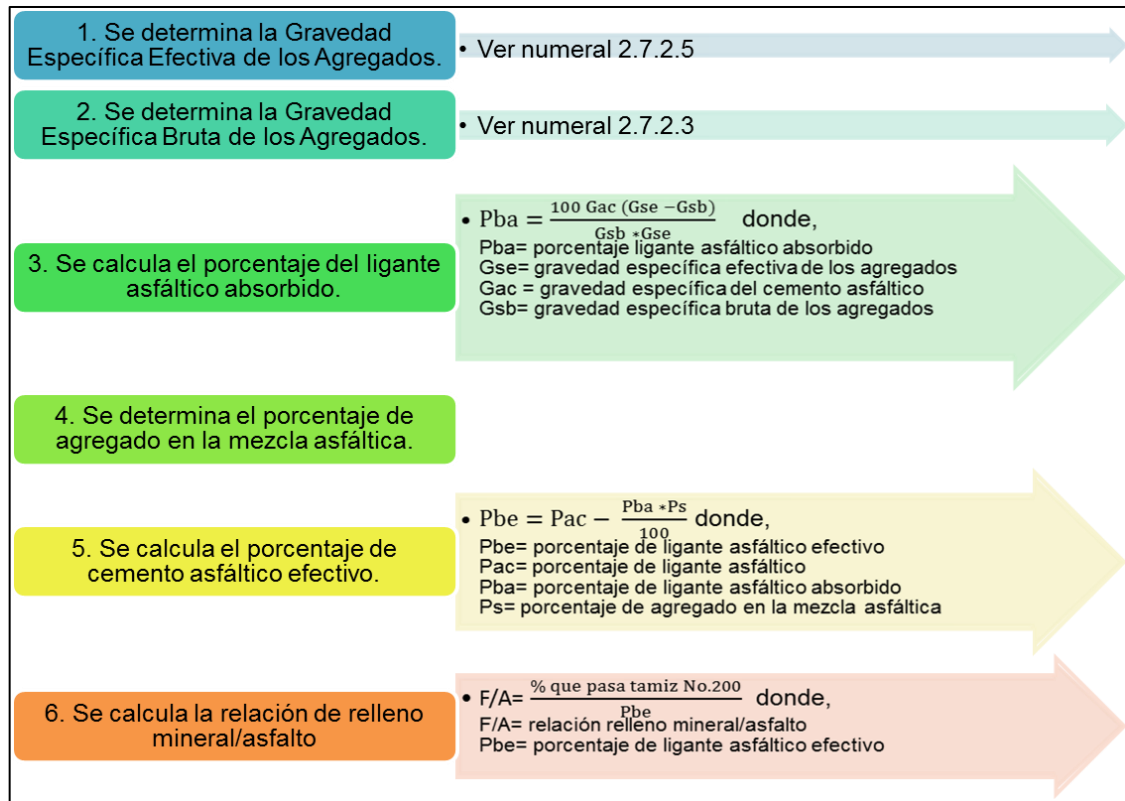 1. Se determina la Gravedad
Específica Efectiva de los Agregados.
• Ver numeral 2.7.2.5
2. Se determina la Gravedad
Específica Bruta de los Agregados.
• Ver numeral 2.7.2.3
3. Se calcula el porcentaje del ligante
asfáltico absorbido.
• Pba = 100 Gac (Gse −Gsb) / Gsb *Gse donde,
Pba= porcentaje ligante asfáltico absorbido
Gse= gravedad específica efectiva de los agregados
Gac = gravedad específica del cemento asfáltico
Gsb= gravedad específica bruta de los agregados
4. Se determina el porcentaje de
agregado en la mezcla asfáltica.
5. Se calcula el porcentaje de
cemento asfáltico efectivo.
• Pbe = Pac − Pba *Ps / 100 donde,
Pbe= porcentaje de ligante asfáltico efectivo
Pac= porcentaje de ligante asfáltico
Pba= porcentaje de ligante asfáltico absorbido
Ps= porcentaje de agregado en la mezcla asfáltica
6. Se calcula la relación de relleno
mineral/asfalto
• F/A= % que pasa tamiz No.200 / Pbe donde,
F/A= relación relleno mineral/asfalto
Pbe= porcentaje de ligante asfáltico efectivo